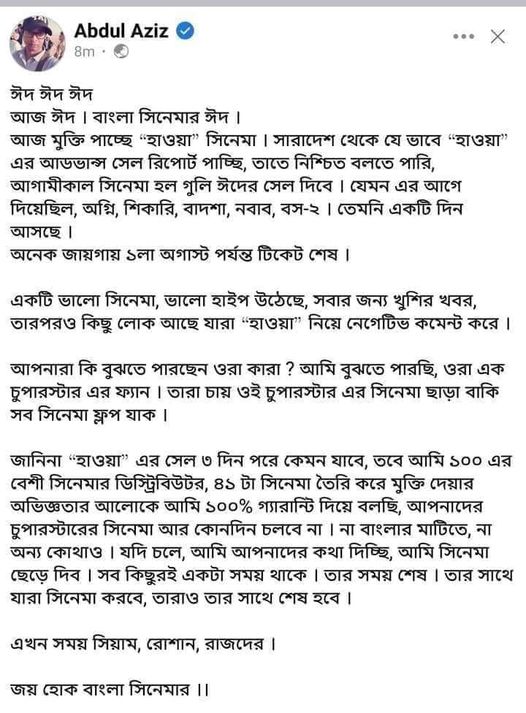 Abdul Aziz
8m
ঈদ ঈদ ঈদ
আজ ঈদ । বাংলা সিনেমার ঈদ ।
আজ মুক্তি পাচ্ছে “হাওয়া” সিনেমা । সারাদেশ থেকে যে ভাবে “হাওয়া”
এর আডভান্স সেল রিপোর্ট পাচ্ছি, তাতে নিশ্চিত বলতে পারি,
আগামীকাল সিনেমা হল গুলি ঈদের সেল দিবে । যেমন এর আগে
দিয়েছিল, অগ্নি, শিকারি, বাদশা, নবাব, বস-২ । তেমনি একটি দিন
আসছে ।
অনেক জায়গায় ১লা অগাস্ট পর্যন্ত টিকেট শেষ ।
একটি ভালো সিনেমা, ভালো হাইপ উঠেছে, সবার জন্য খুশির খবর,
তারপরও কিছু লোক আছে যারা “হাওয়া” নিয়ে নেগেটিভ কমেন্ট করে ।
আপনারা কি বুঝতে পারছেন ওরা কারা ? আমি বুঝতে পারছি, ওরা এক
চুপারস্টার এর ফ্যান । তারা চায় ওই চুপারস্টার এর সিনেমা ছাড়া বাকি
সব সিনেমা ফ্লপ যাক ।
জানিনা “হাওয়া” এর সেল ৩ দিন পরে কেমন যাবে, তবে আমি ১০০ এর
বেশী সিনেমার ডিস্ট্রিবিউটর, ৪১ টা সিনেমা তৈরি করে মুক্তি দেয়ার
অভিজ্ঞতার আলোকে আমি ১০০% গ্যারান্টি দিয়ে বলছি, আপনাদের
চুপারস্টারের সিনেমা আর কোনদিন চলবে না । না বাংলার মাটিতে, না
অন্য কোথাও । যদি চলে, আমি আপনাদের কথা দিচ্ছি, আমি সিনেমা
ছেড়ে দিব । সব কিছুরই একটা সময় থাকে । তার সময় শেষ । তার সাথে
যারা সিনেমা করবে, তারাও তার সাথে শেষ হবে ।
এখন সময় সিয়াম, রোশান, রাজদের ।
জয় হোক বাংলা সিনেমার ।।